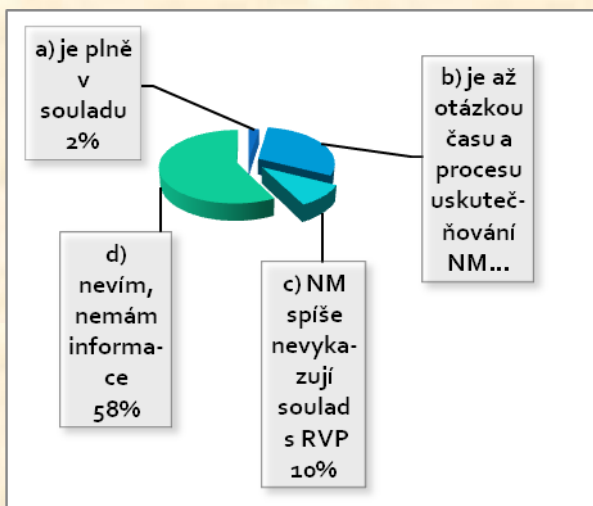 a) je plně
v
souladu
2%
b) je až
otázkou
času a
procesu
uskuteč-
ňování
NM...
c) NM
spíše
nevyka-
zují
soulad
s RVP
10%
d)
nevím,
nemám
informa-
ce
58%